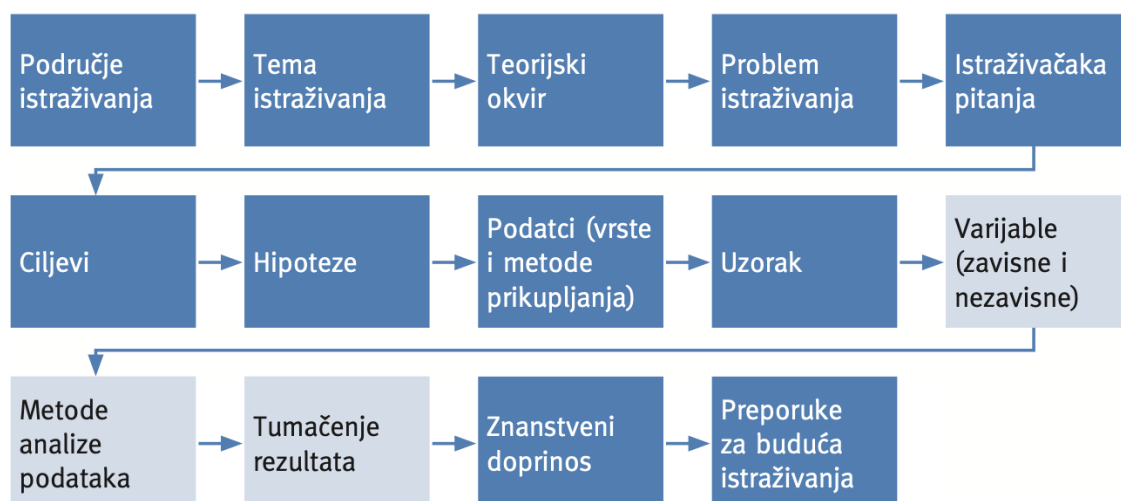 Područje
istraživanja
Tema
istraživanja
Teorijski
okvir
Problem
istraživanja
Istraživačaka
pitanja
Ciljevi
Hipoteze
Podatci (vrste
i metode
prikupljanja)
Uzorak
Varijable
(zavisne i
nezavisne)
Metode
analize
podataka
Tumačenje
rezultata
Znanstveni
doprinos
Preporuke
za buduća
istraživanja